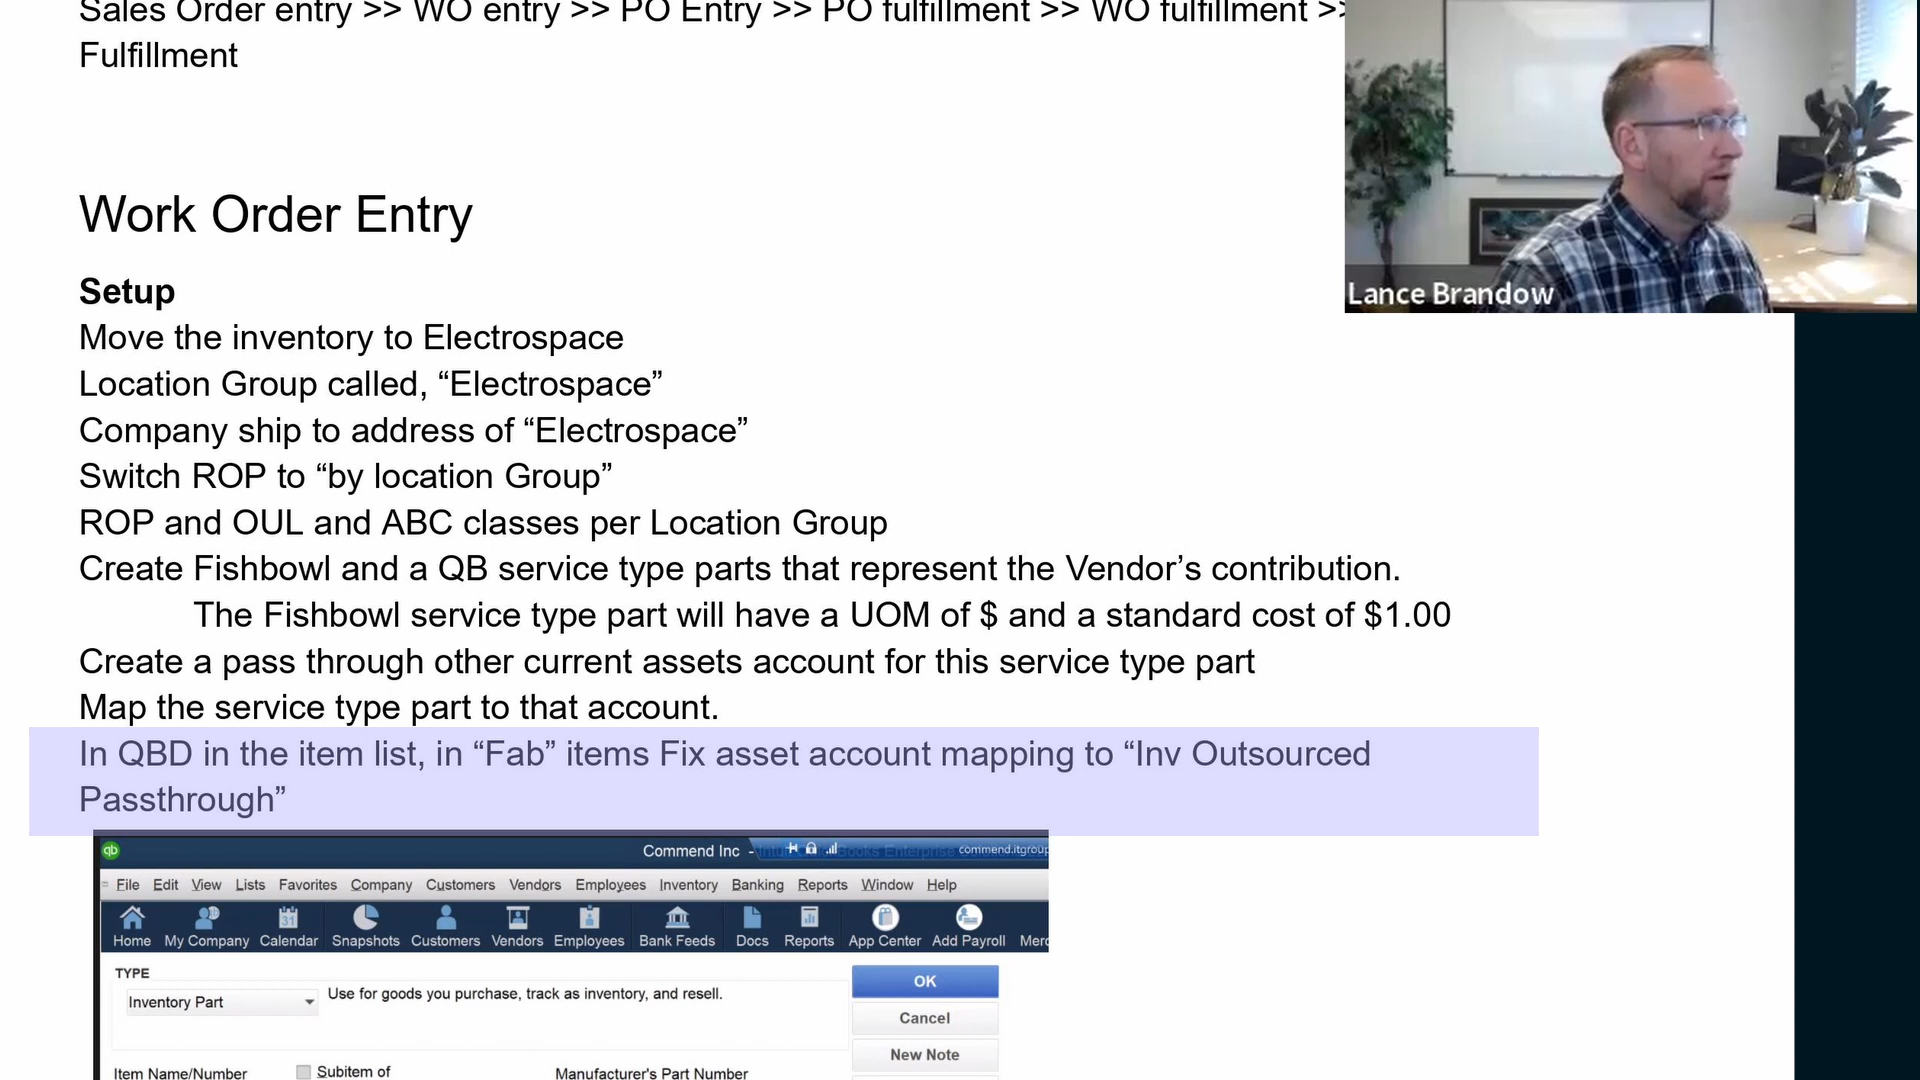 Sales Order entry >> WO entry >> PO Entry >> PO fulfillment >> WO fulfillment >>
Fulfillment
Lance Brandow
Work Order Entry
Setup
Move the inventory to Electrospace
Location Group called, “Electrospace”
Company ship to address of “Electrospace”
Switch ROP to “by location Group”
ROP and OUL and ABC classes per Location Group
Create Fishbowl and a QB service type parts that represent the Vendor’s contribution.
The Fishbowl service type part will have a UOM of $ and a standard cost of $1.00
Create a pass through other current assets account for this service type part
Map the service type part to that account.
In QBD in the item list, in “Fab” items Fix asset account mapping to “Inv Outsourced
Passthrough”
qb Commend Inc - commend.itgroup
File Edit View Lists Favorites Company Customers Vendors Employees Inventory Banking Reports Window Help
31
Home My Company Calendar Snapshots Customers Vendors Employees Bank Feeds Docs Reports App Center Add Payroll Merc
TYPE
OK
Inventory Part Use for goods you purchase, track as inventory, and resell.
Cancel
New Note
Item Name/Number Subitem of Manufacturer's Part Number